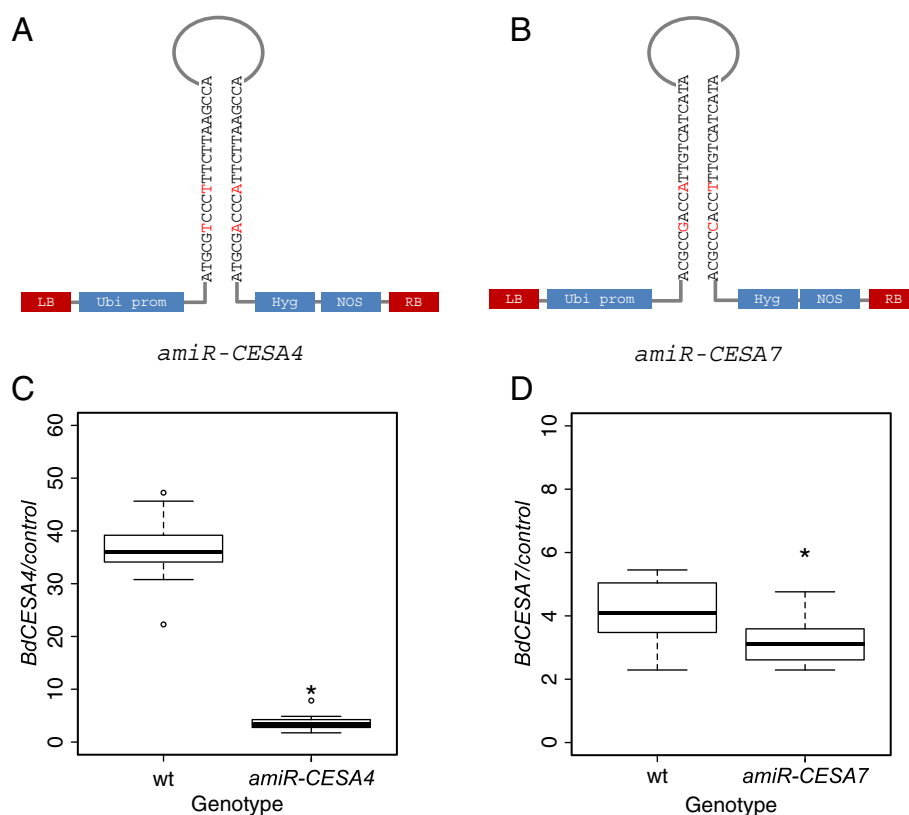 A
ATGCGTCCCTTTCTTAAGCCA
ATGCGACCCATTCTTAAGCCA
LB
Ubi prom
Hyg
NOS
RB
amiR-CESA4
B
ACGCCGACCATTGTCATCATA
ACGCCCACCTTTGTCATCATA
LB
Ubi prom
Hyg
NOS
RB
amiR-CESA7
C
BdCESA4/control
60
50
40
30
20
10
0
*
wt
amiR-CESA4
Genotype
D
BdCESA7/control
10
8
6
4
2
0
*
wt
amiR-CESA7
Genotype